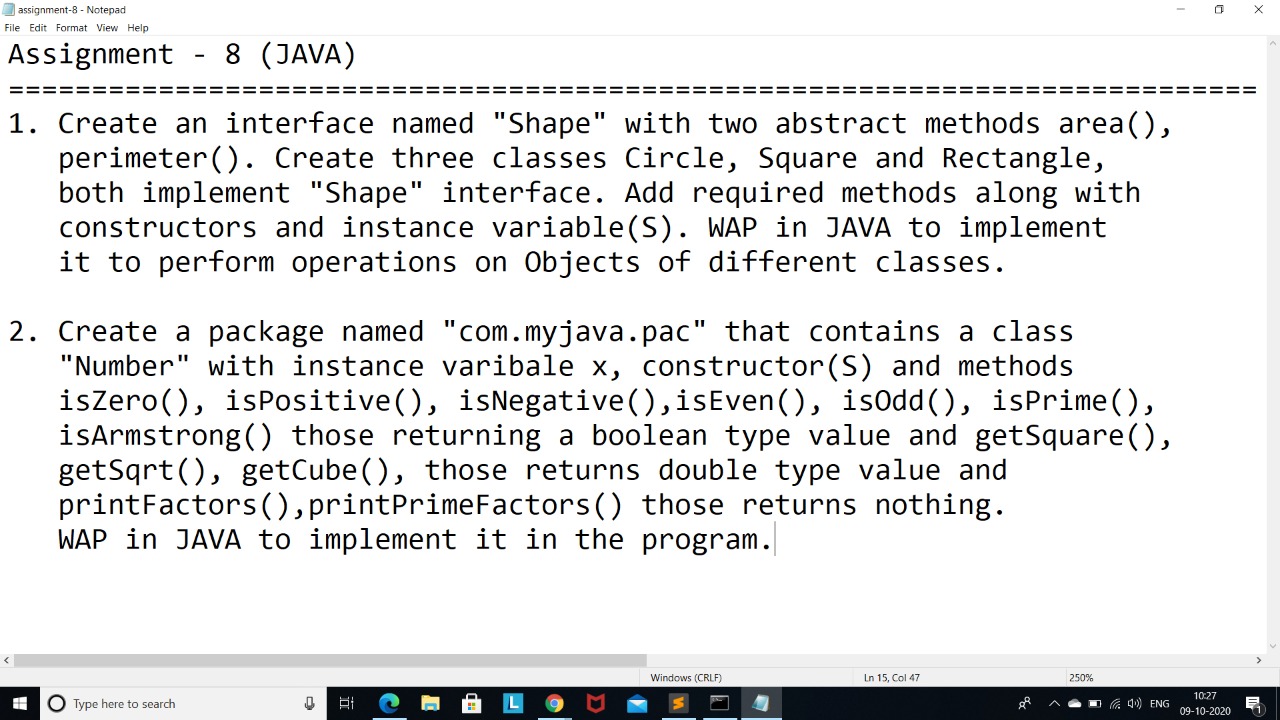 assignment-8 - Notepad
File Edit Format View Help
Assignment - 8 (JAVA)
===========================================================================
1. Create an interface named "Shape" with two abstract methods area(),
perimeter(). Create three classes Circle, Square and Rectangle,
both implement "Shape" interface. Add required methods along with
constructors and instance variable(S). WAP in JAVA to implement
it to perform operations on Objects of different classes.
2. Create a package named "com.myjava.pac" that contains a class
"Number" with instance varibale x, constructor(S) and methods
isZero(), isPositive(), isNegative(),isEven(), isOdd(), isPrime(),
isArmstrong() those returning a boolean type value and getSquare(),
getSqrt(), getCube(), those returns double type value and
printFactors(),printPrimeFactors() those returns nothing.
WAP in JAVA to implement it in the program.
Windows (CRLF) Ln 15, Col 47 250%
Type here to search
L
ENG
10:27
09-10-2020
1